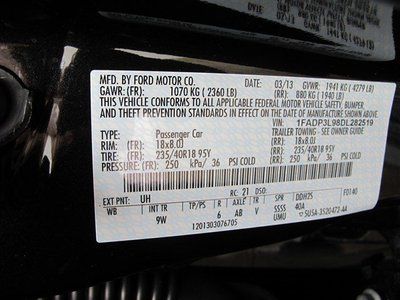 MFD. BY FORD MOTOR CO.
DATE: 03/13 GVWR: 1941 KG ( 4279 LB)
GAWR:(FR): 1070 KG ( 2360 LB) (RR): 880 KG ( 1940 LB)
THIS VEHICLE CONFORMS TO ALL APPLICABLE FEDERAL MOTOR VEHICLE SAFETY, BUMPER,
AND THEFT PREVENTION STANDARDS IN EFFECT ON THE DATE OF MANUFACTURE SHOWN ABOVE.
VIN: 1FADP3L98DL282519
TYPE: Passenger Car TRAILER TOWING - SEE OWNER GUIDE
RIM: (FR) 18x8.0J (RR): 18x8.0J
TIRE: (FR) 235/40R18 95Y (RR): 235/40R18 95Y
PRESSURE: (FR) 250 kPa/ 36 PSI COLD (RR): 250 kPa/ 36 PSI COLD
EXT PNT: UH RC: 21 DSO: F0140
WB INT TR TP/PS R AXLE TR SPR DDH25
9W 6 AB V SSSS 40A
1201303076705 UMU